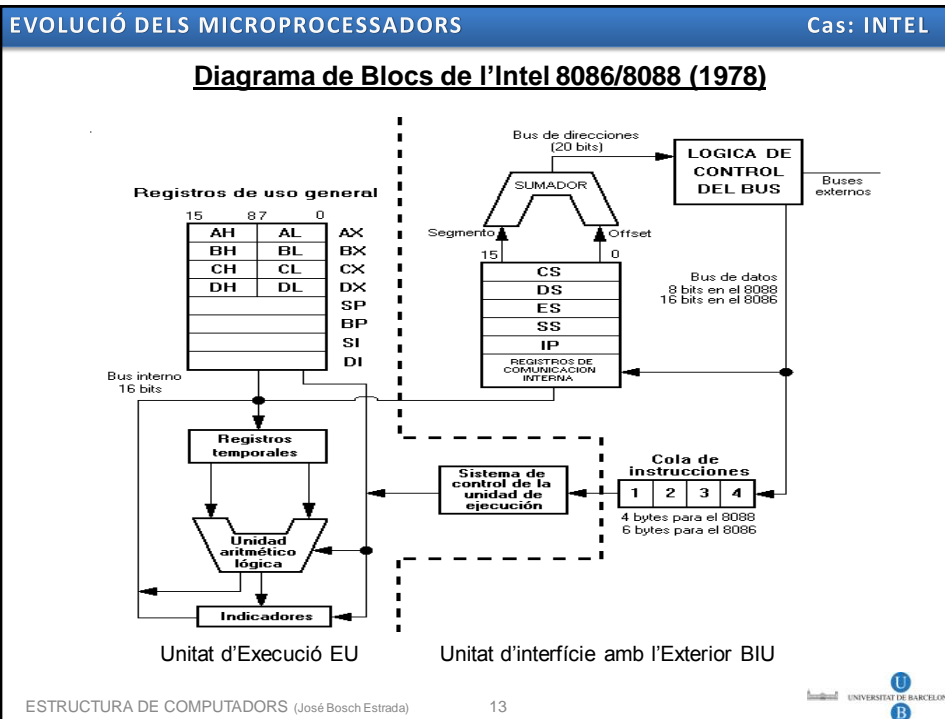 EVOLUCIÓ DELS MICROPROCESSADORS
Cas: INTEL
Diagrama de Blocs de l'Intel 8086/8088 (1978)
Registros de uso general
15 8 7 0
AH AL AX
BH BL BX
CH CL CX
DH DL DX
SP
BP
SI
DI
Bus interno
16 bits
Registros
temporales
Unidad
aritmético
lógica
Indicadores
Bus de direcciones
(20 bits)
SUMADOR
Segmento
Offset
15 0
CS
DS
ES
SS
IP
REGISTROS DE
COMUNICACION
INTERNA
LOGICA DE
CONTROL
DEL BUS
Buses
externos
Bus de datos
8 bits en el 8088
16 bits en el 8086
Sistema de
control de la
unidad de
ejecución
Cola de
instrucciones
1 2 3 4
4 bytes para el 8088
6 bytes para el 8086
Unitat d'Execució EU
Unitat d'interfície amb l'Exterior BIU
ESTRUCTURA DE COMPUTADORS (José Bosch Estrada)
13
UNIVERSITAT DE BARCELON
U
B